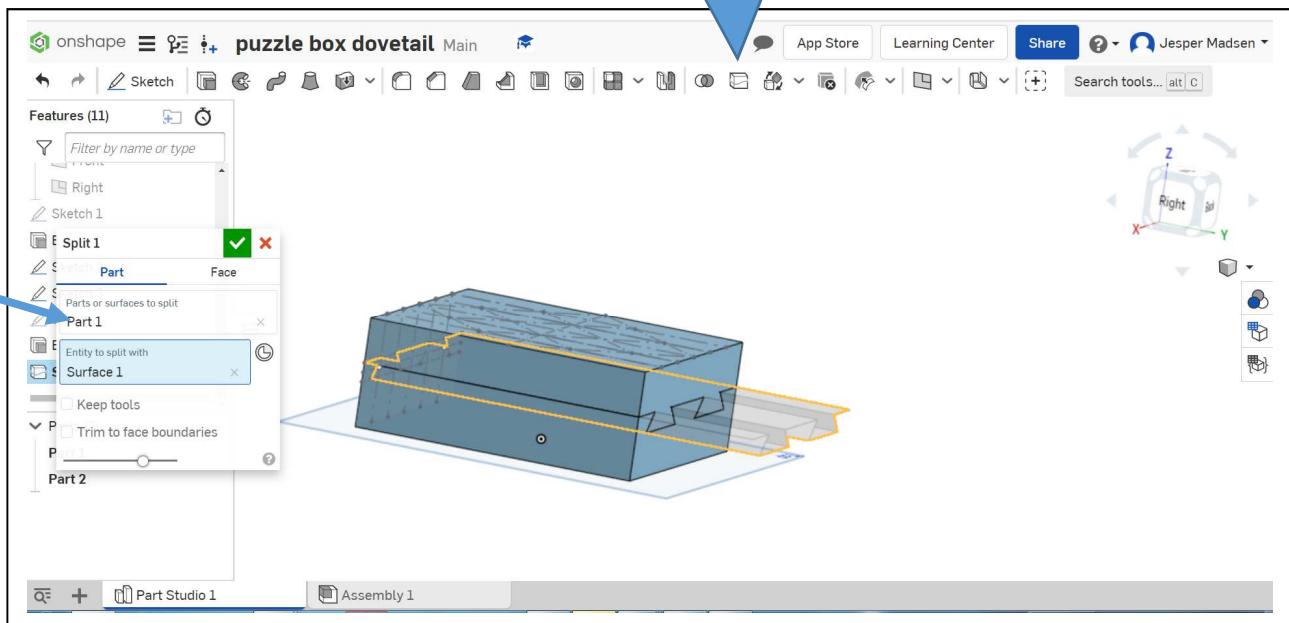 onshape puzzle box dovetail Main App Store Learning Center Share Jesper Madsen
Sketch Search tools... alt C
Features (11)
Filter by name or type
Front
Right
Sketch 1
Split 1
Part Face
Parts or surfaces to split
Part 1
Entity to split with
Surface 1
Keep tools
Trim to face boundaries
Part 2
Z
Right Back
X Y
Part Studio 1 Assembly 1